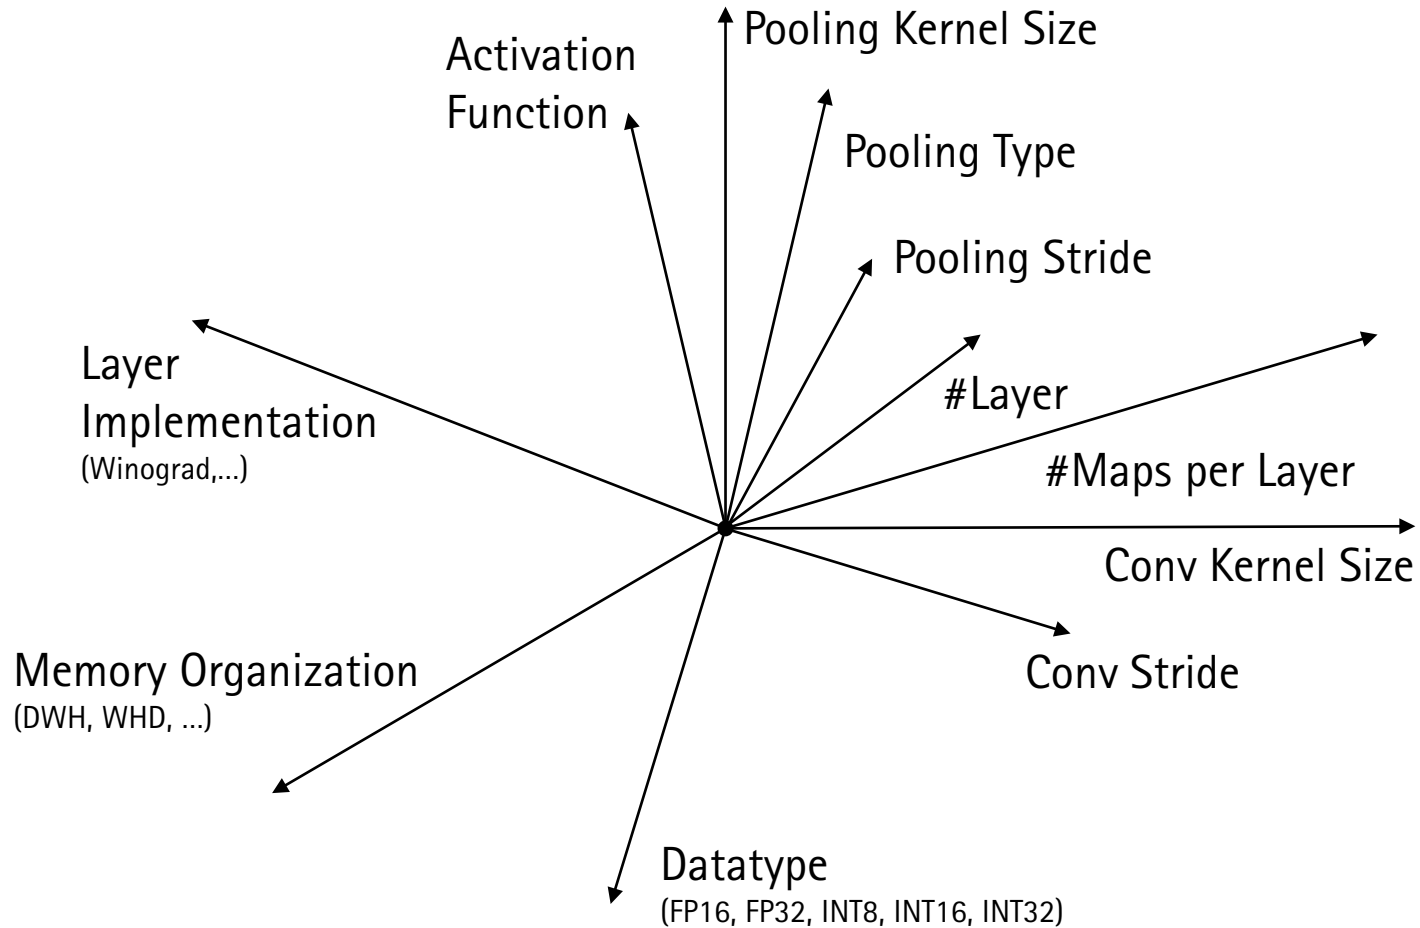 Pooling Kernel Size
Activation
Function
Pooling Type
Pooling Stride
Layer
Implementation
(Winograd,...)
#Layer
#Maps per Layer
Conv Kernel Size
Memory Organization
(DWH, WHD, ...)
Conv Stride
Datatype
(FP16, FP32, INT8, INT16, INT32)